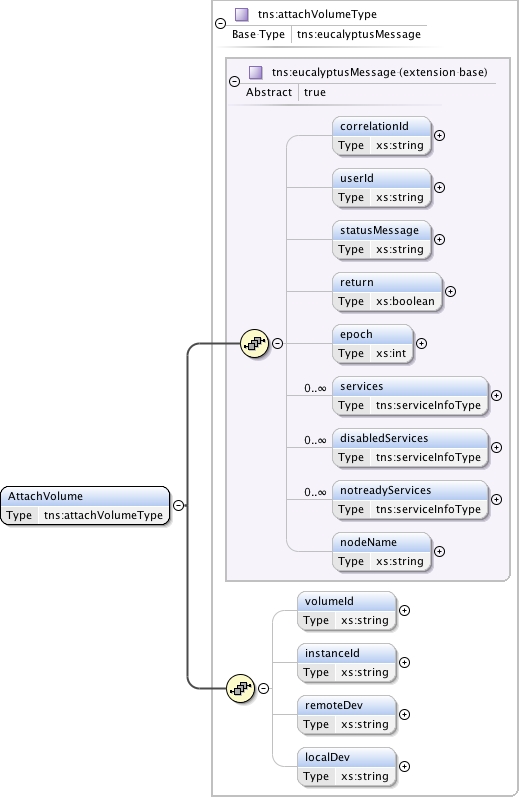 tns:attachVolumeType
Base Type tns:eucalyptusMessage
tns:eucalyptusMessage (extension base)
Abstract true
correlationId
Type xs:string
userId
Type xs:string
statusMessage
Type xs:string
return
Type xs:boolean
epoch
Type xs:int
0..∞ services
Type tns:serviceInfoType
0..∞ disabledServices
Type tns:serviceInfoType
0..∞ notreadyServices
Type tns:serviceInfoType
nodeName
Type xs:string
AttachVolume
Type tns:attachVolumeType
volumeId
Type xs:string
instanceId
Type xs:string
remoteDev
Type xs:string
localDev
Type xs:string